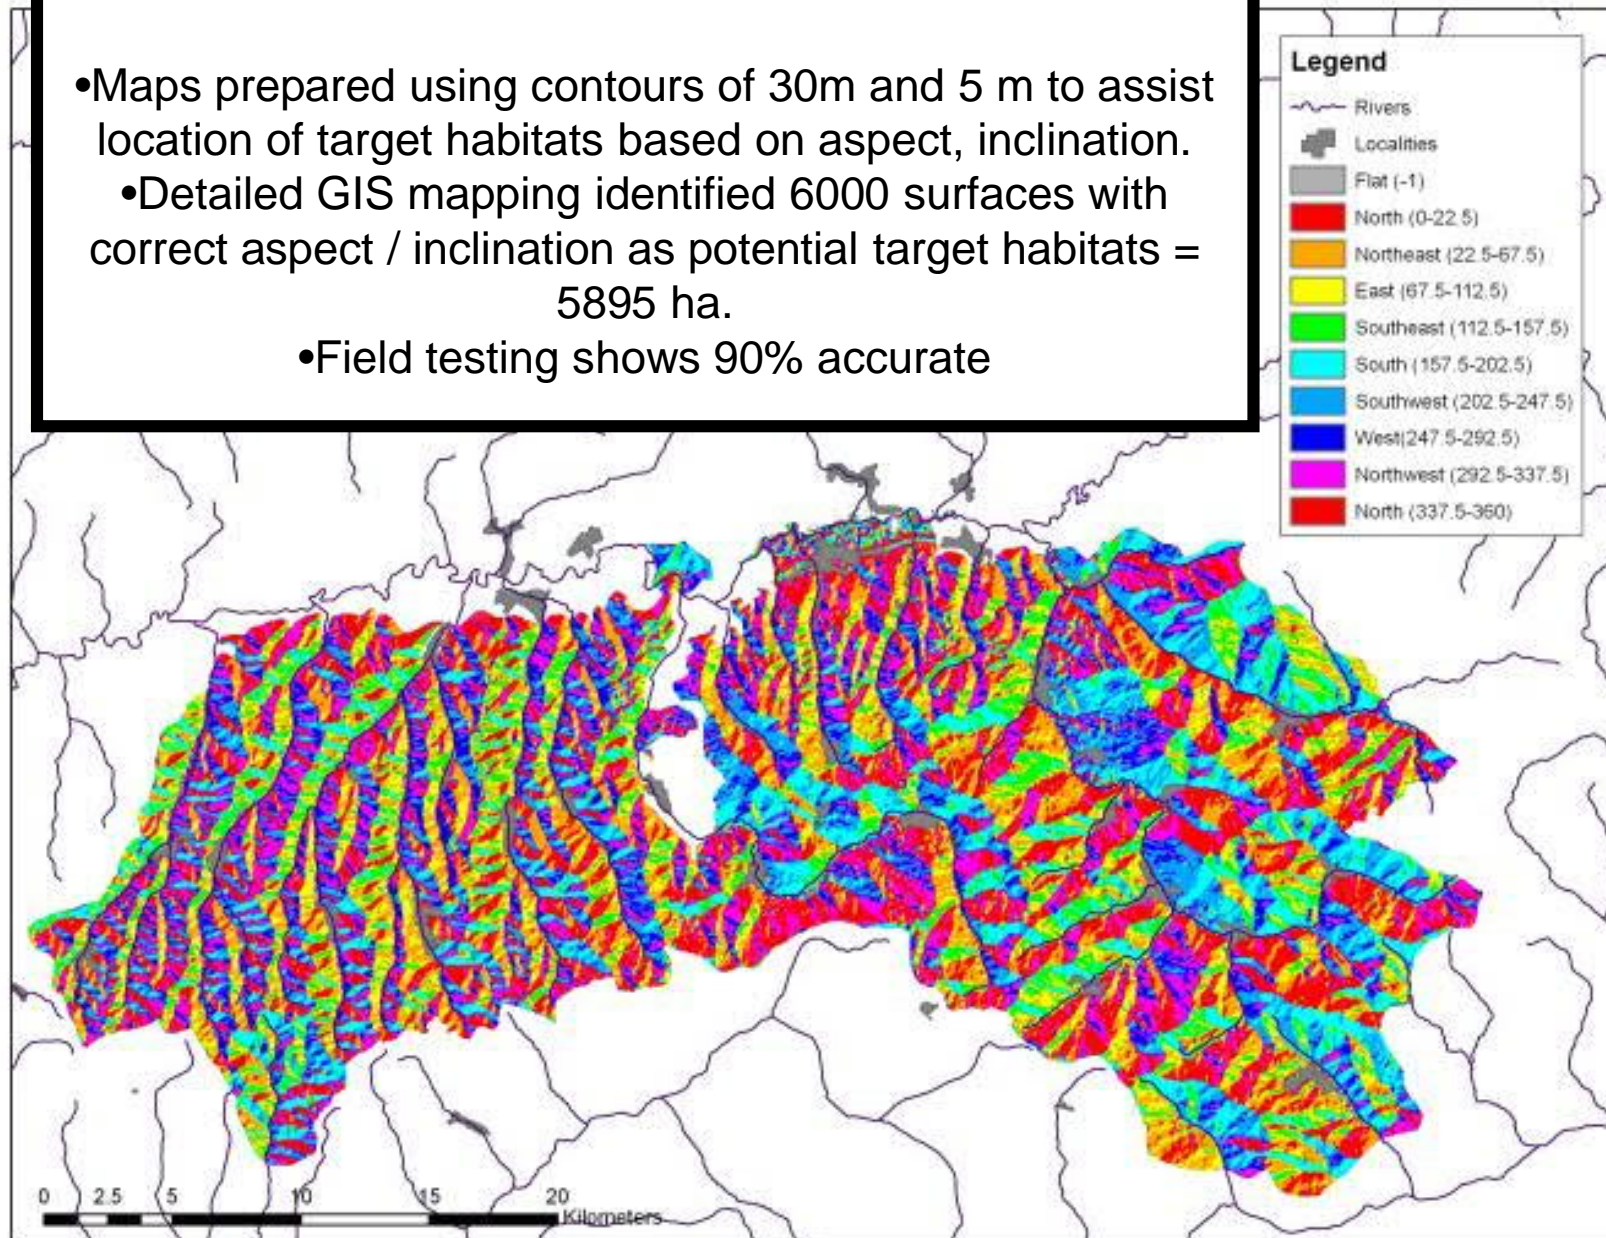 •Maps prepared using contours of 30m and 5 m to assist
location of target habitats based on aspect, inclination.
•Detailed GIS mapping identified 6000 surfaces with
correct aspect / inclination as potential target habitats =
5895 ha.
•Field testing shows 90% accurate
Legend
Rivers
Localities
Flat (-1)
North (0-22.5)
Northeast (22.5-67.5)
East (67.5-112.5)
Southeast (112.5-157.5)
South (157.5-202.5)
Southwest (202.5-247.5)
West(247.5-292.5)
Northwest (292.5-337.5)
North (337.5-360)
0 2.5 5 10 15 20
Kilometers